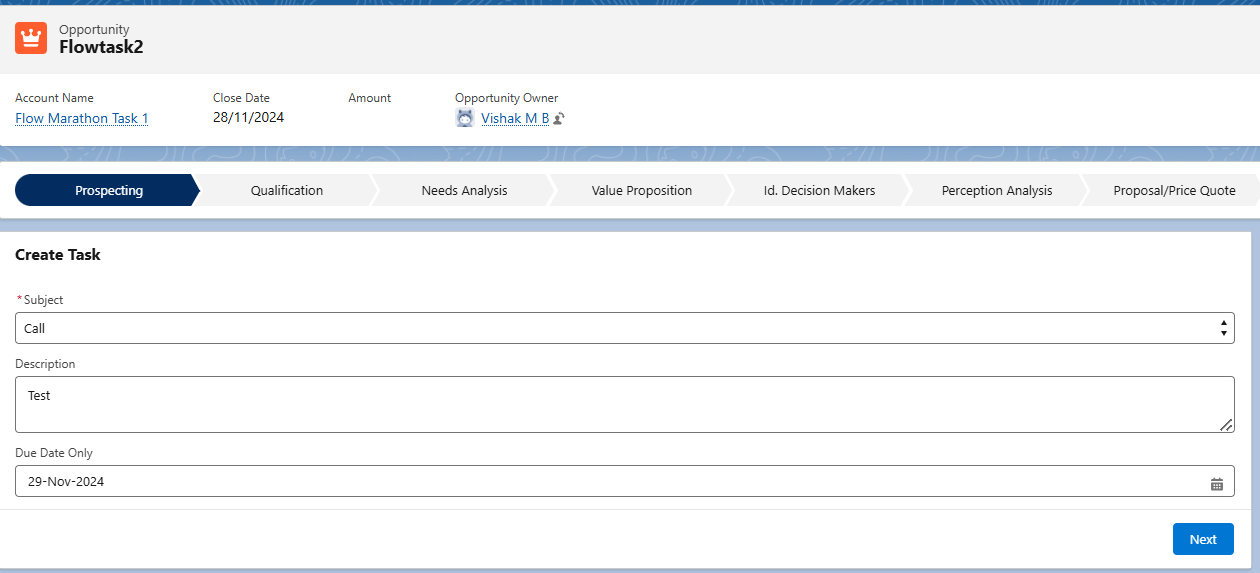 Opportunity
Flowtask2
Account Name Close Date Amount Opportunity Owner
Flow Marathon Task 1 28/11/2024 Vishak M B
Prospecting Qualification Needs Analysis Value Proposition Id. Decision Makers Perception Analysis Proposal/Price Quote
Create Task
*Subject
Call
Description
Test
Due Date Only
29-Nov-2024
Next